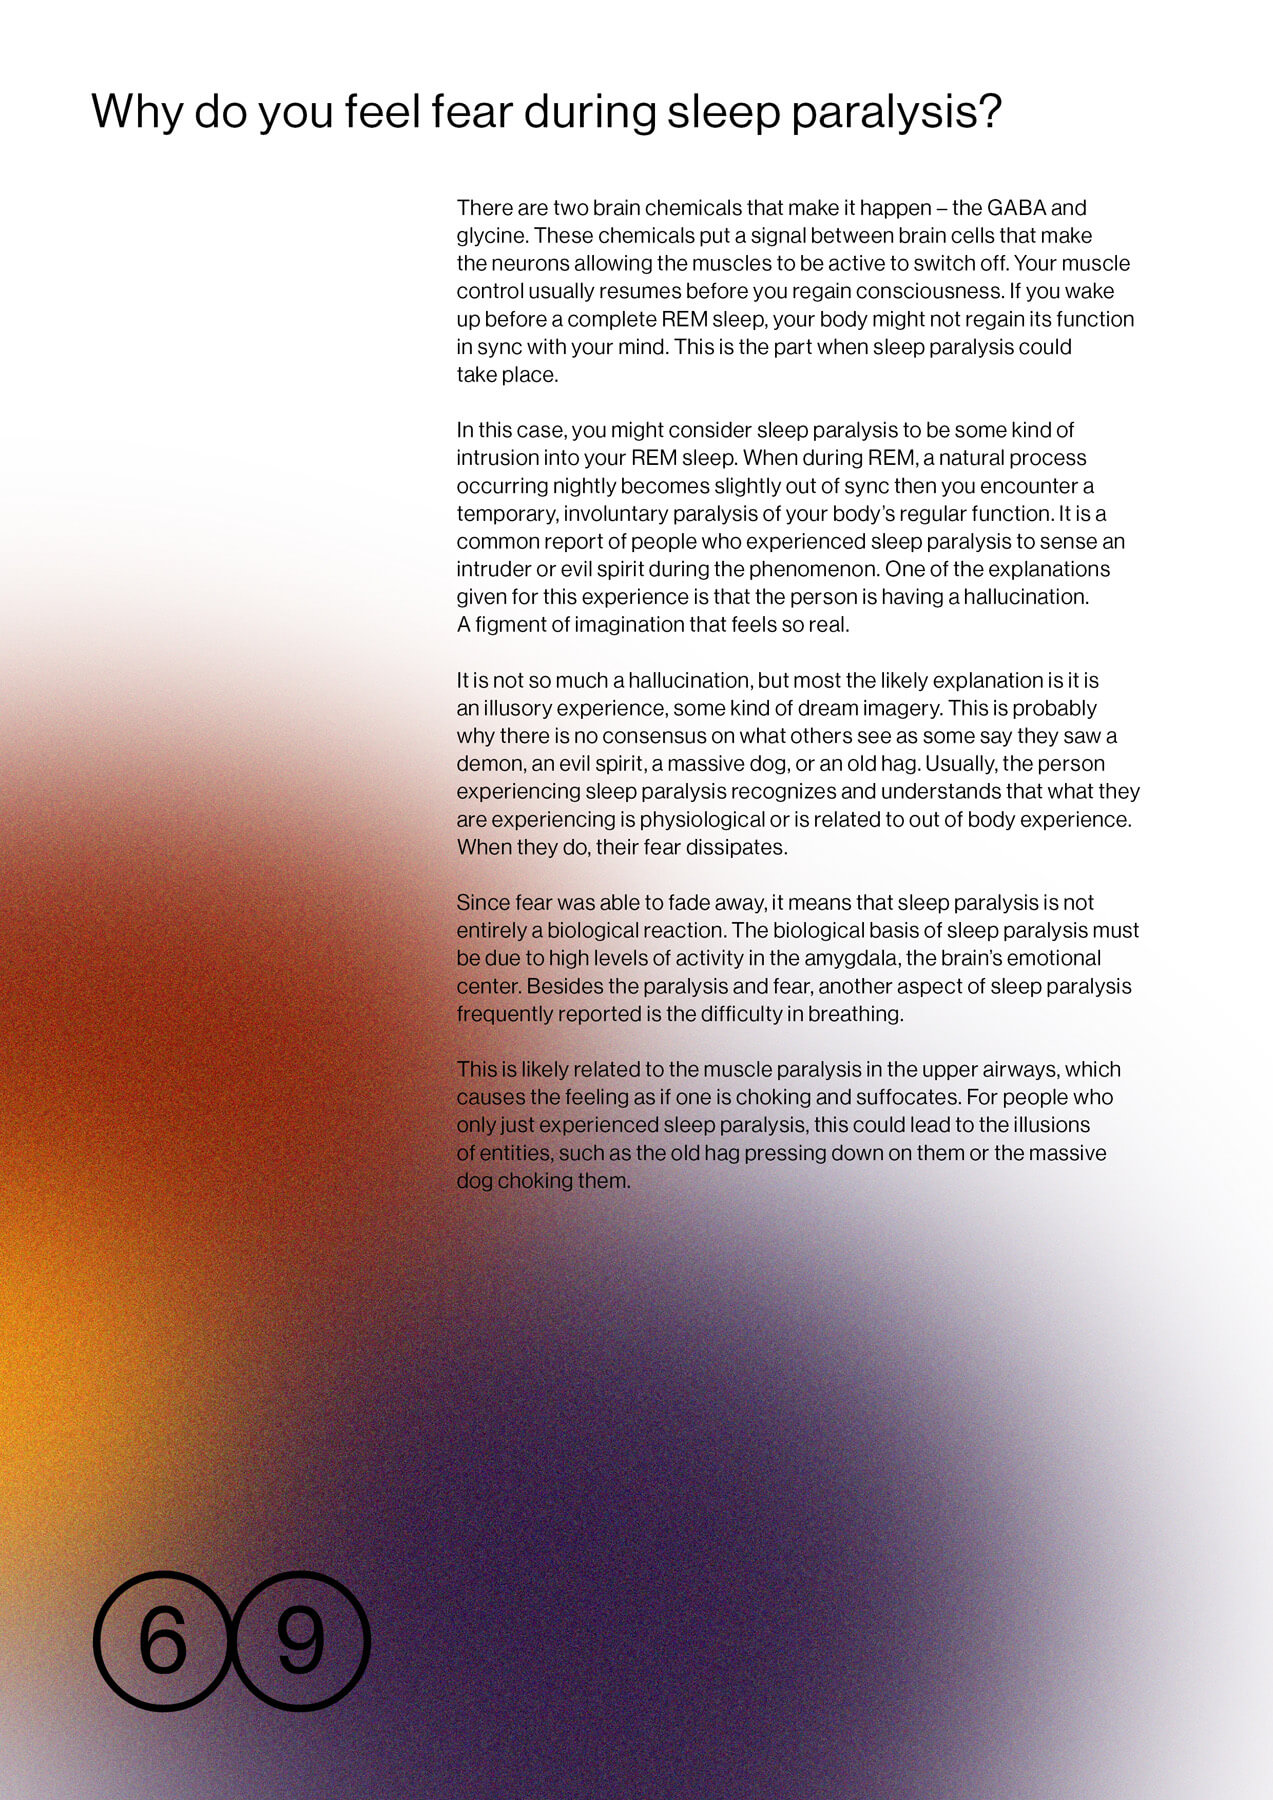 Why do you feel fear during sleep paralysis?
There are two brain chemicals that make it happen – the GABA and
glycine. These chemicals put a signal between brain cells that make
the neurons allowing the muscles to be active to switch off. Your muscle
control usually resumes before you regain consciousness. If you wake
up before a complete REM sleep, your body might not regain its function
in sync with your mind. This is the part when sleep paralysis could
take place.
In this case, you might consider sleep paralysis to be some kind of
intrusion into your REM sleep. When during REM, a natural process
occurring nightly becomes slightly out of sync then you encounter a
temporary, involuntary paralysis of your body’s regular function. It is a
common report of people who experienced sleep paralysis to sense an
intruder or evil spirit during the phenomenon. One of the explanations
given for this experience is that the person is having a hallucination.
A figment of imagination that feels so real.
It is not so much a hallucination, but most the likely explanation is it is
an illusory experience, some kind of dream imagery. This is probably
why there is no consensus on what others see as some say they saw a
demon, an evil spirit, a massive dog, or an old hag. Usually, the person
experiencing sleep paralysis recognizes and understands that what they
are experiencing is physiological or is related to out of body experience.
When they do, their fear dissipates.
Since fear was able to fade away, it means that sleep paralysis is not
entirely a biological reaction. The biological basis of sleep paralysis must
be due to high levels of activity in the amygdala, the brain’s emotional
center. Besides the paralysis and fear, another aspect of sleep paralysis
frequently reported is the difficulty in breathing.
This is likely related to the muscle paralysis in the upper airways, which
causes the feeling as if one is choking and suffocates. For people who
only just experienced sleep paralysis, this could lead to the illusions
of entities, such as the old hag pressing down on them or the massive
dog choking them.
6 9